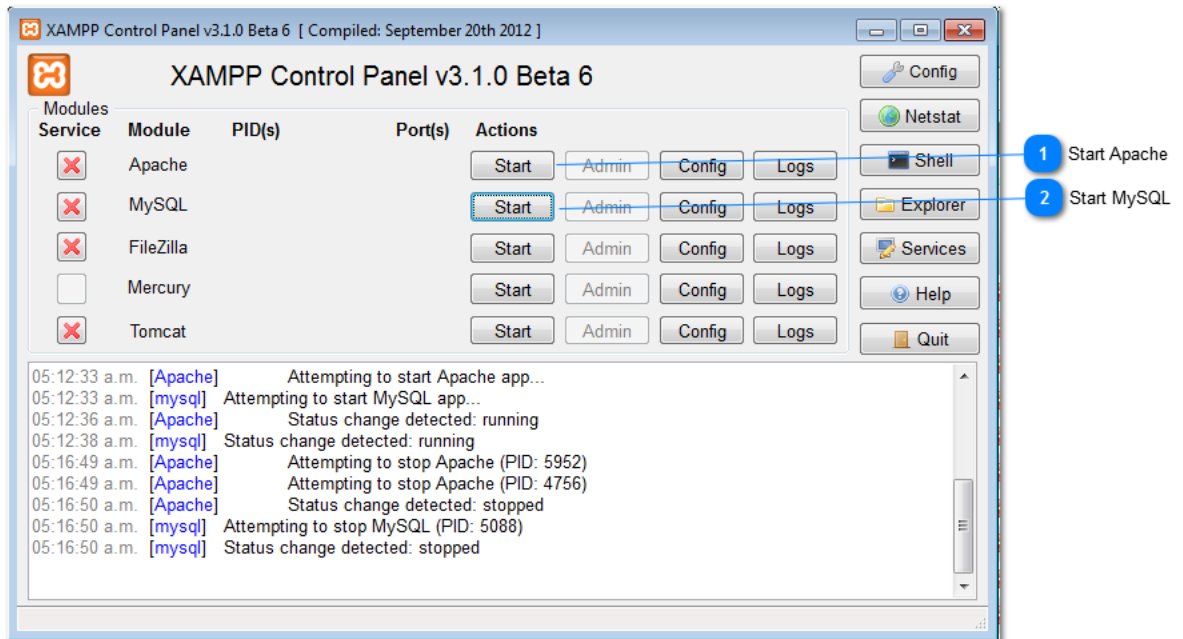 XAMPP Control Panel v3.1.0 Beta 6 [ Compiled: September 20th 2012 ]
XAMPP Control Panel v3.1.0 Beta 6
Config
Modules
Service Module PID(s) Port(s) Actions
Netstat
Apache Start Admin Config Logs
Shell
1 Start Apache
MySQL Start Admin Config Logs
Explorer
2 Start MySQL
FileZilla Start Admin Config Logs
Services
Mercury Start Admin Config Logs
Help
Tomcat Start Admin Config Logs
Quit
05:12:33 a.m. [Apache] Attempting to start Apache app...
05:12:33 a.m. [mysql] Attempting to start MySQL app...
05:12:36 a.m. [Apache] Status change detected: running
05:12:38 a.m. [mysql] Status change detected: running
05:16:49 a.m. [Apache] Attempting to stop Apache (PID: 5952)
05:16:49 a.m. [Apache] Attempting to stop Apache (PID: 4756)
05:16:50 a.m. [Apache] Status change detected: stopped
05:16:50 a.m. [mysql] Attempting to stop MySQL (PID: 5088)
05:16:50 a.m. [mysql] Status change detected: stopped